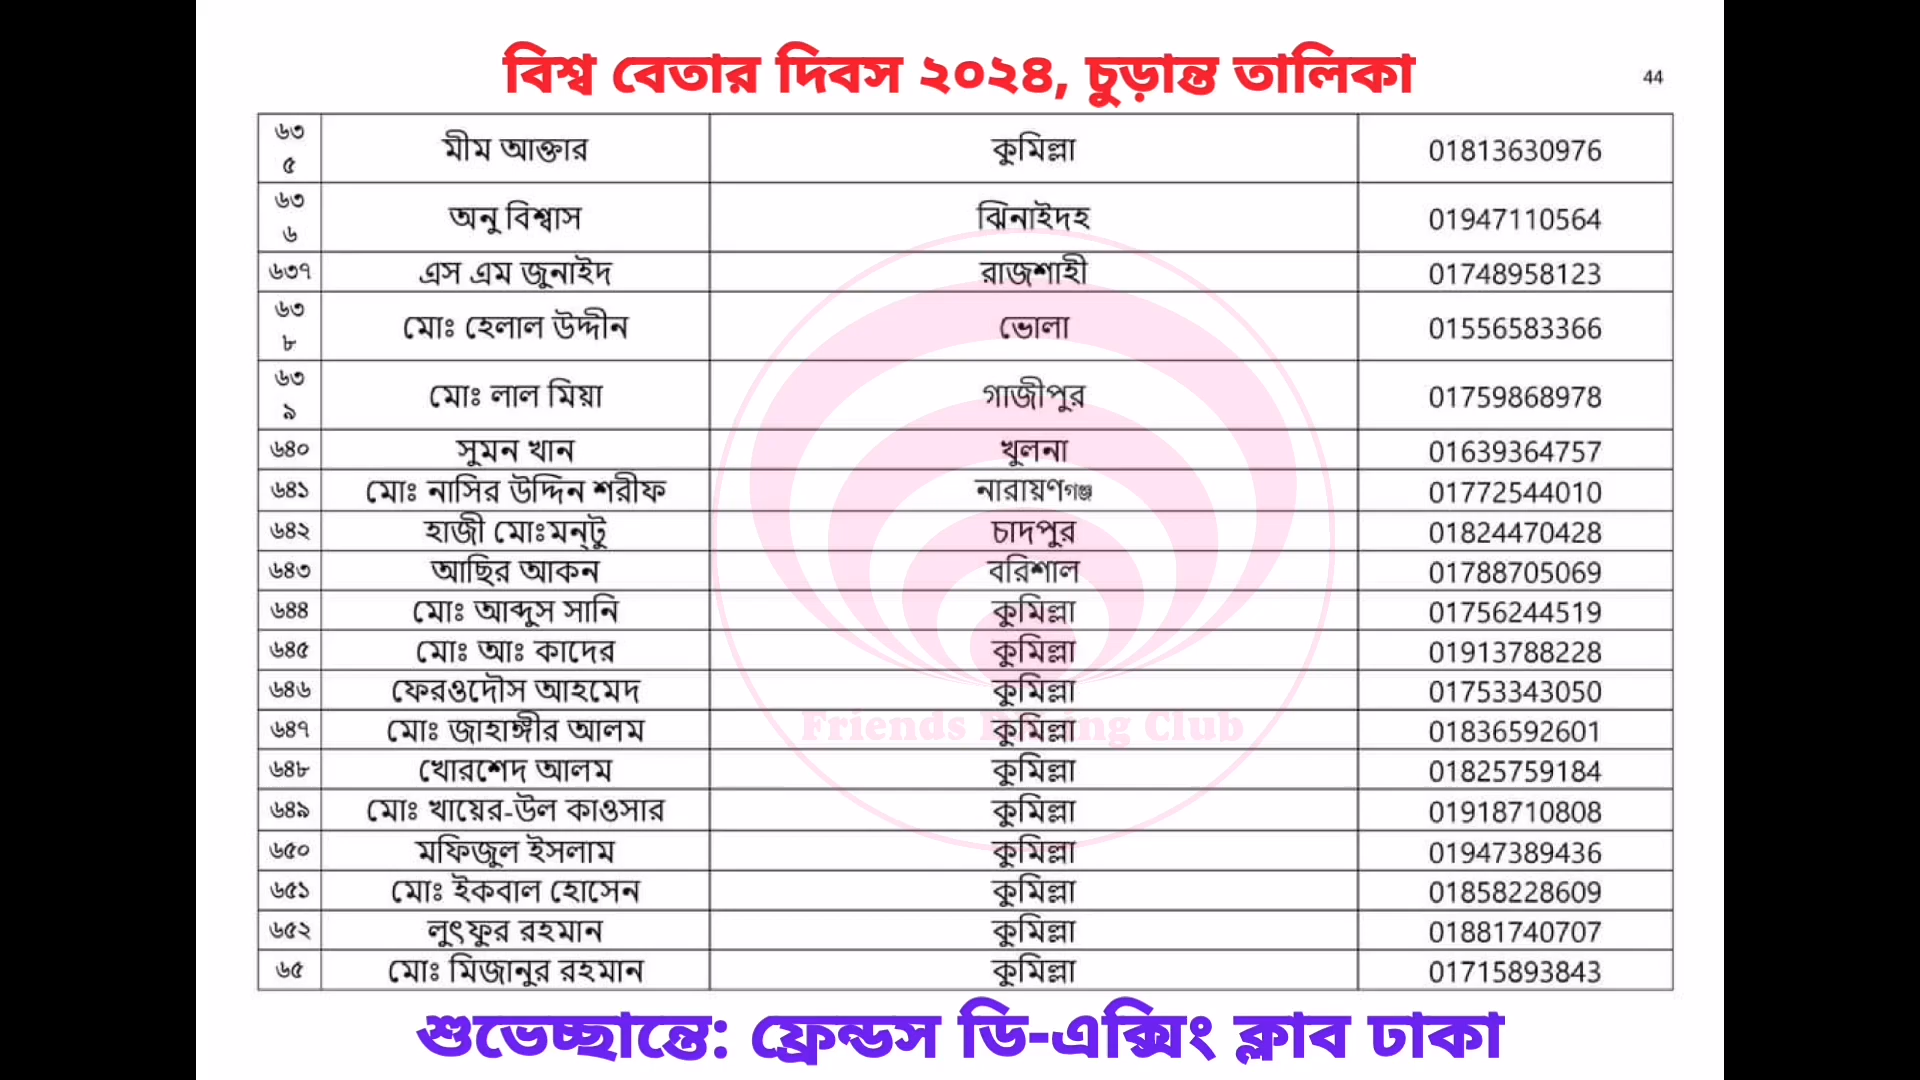 বিশ্ব বেতার দিবস ২০২৪, চুড়ান্ত তালিকা
44
৬৩৫ মীম আক্তার কুমিল্লা 01813630976
৬৩৬ অনু বিশ্বাস ঝিনাইদহ 01947110564
৬৩৭ এস এম জুনাইদ রাজশাহী 01748958123
৬৩৮ মোঃ হেলাল উদ্দীন ভোলা 01556583366
৬৩৯ মোঃ লাল মিয়া গাজীপুর 01759868978
৬৪০ সুমন খান খুলনা 01639364757
৬৪১ মোঃ নাসির উদ্দিন শরীফ নারায়ণগঞ্জ 01772544010
৬৪২ হাজী মোঃমন্টু চাদপুর 01824470428
৬৪৩ আছির আকন বরিশাল 01788705069
৬৪৪ মোঃ আব্দুস সানি কুমিল্লা 01756244519
৬৪৫ মোঃ আঃ কাদের কুমিল্লা 01913788228
৬৪৬ ফেরওদৌস আহমেদ কুমিল্লা 01753343050
৬৪৭ মোঃ জাহাঙ্গীর আলম কুমিল্লা 01836592601
৬৪৮ খোরশেদ আলম কুমিল্লা 01825759184
৬৪৯ মোঃ খায়ের-উল কাওসার কুমিল্লা 01918710808
৬৫০ মফিজুল ইসলাম কুমিল্লা 01947389436
৬৫১ মোঃ ইকবাল হোসেন কুমিল্লা 01858228609
৬৫২ লুৎফুর রহমান কুমিল্লা 01881740707
৬৫ মোঃ মিজানুর রহমান কুমিল্লা 01715893843
Friends Club
শুভেচ্ছান্তে: ফ্রেন্ডস ডি-এক্সিং ক্লাব ঢাকা